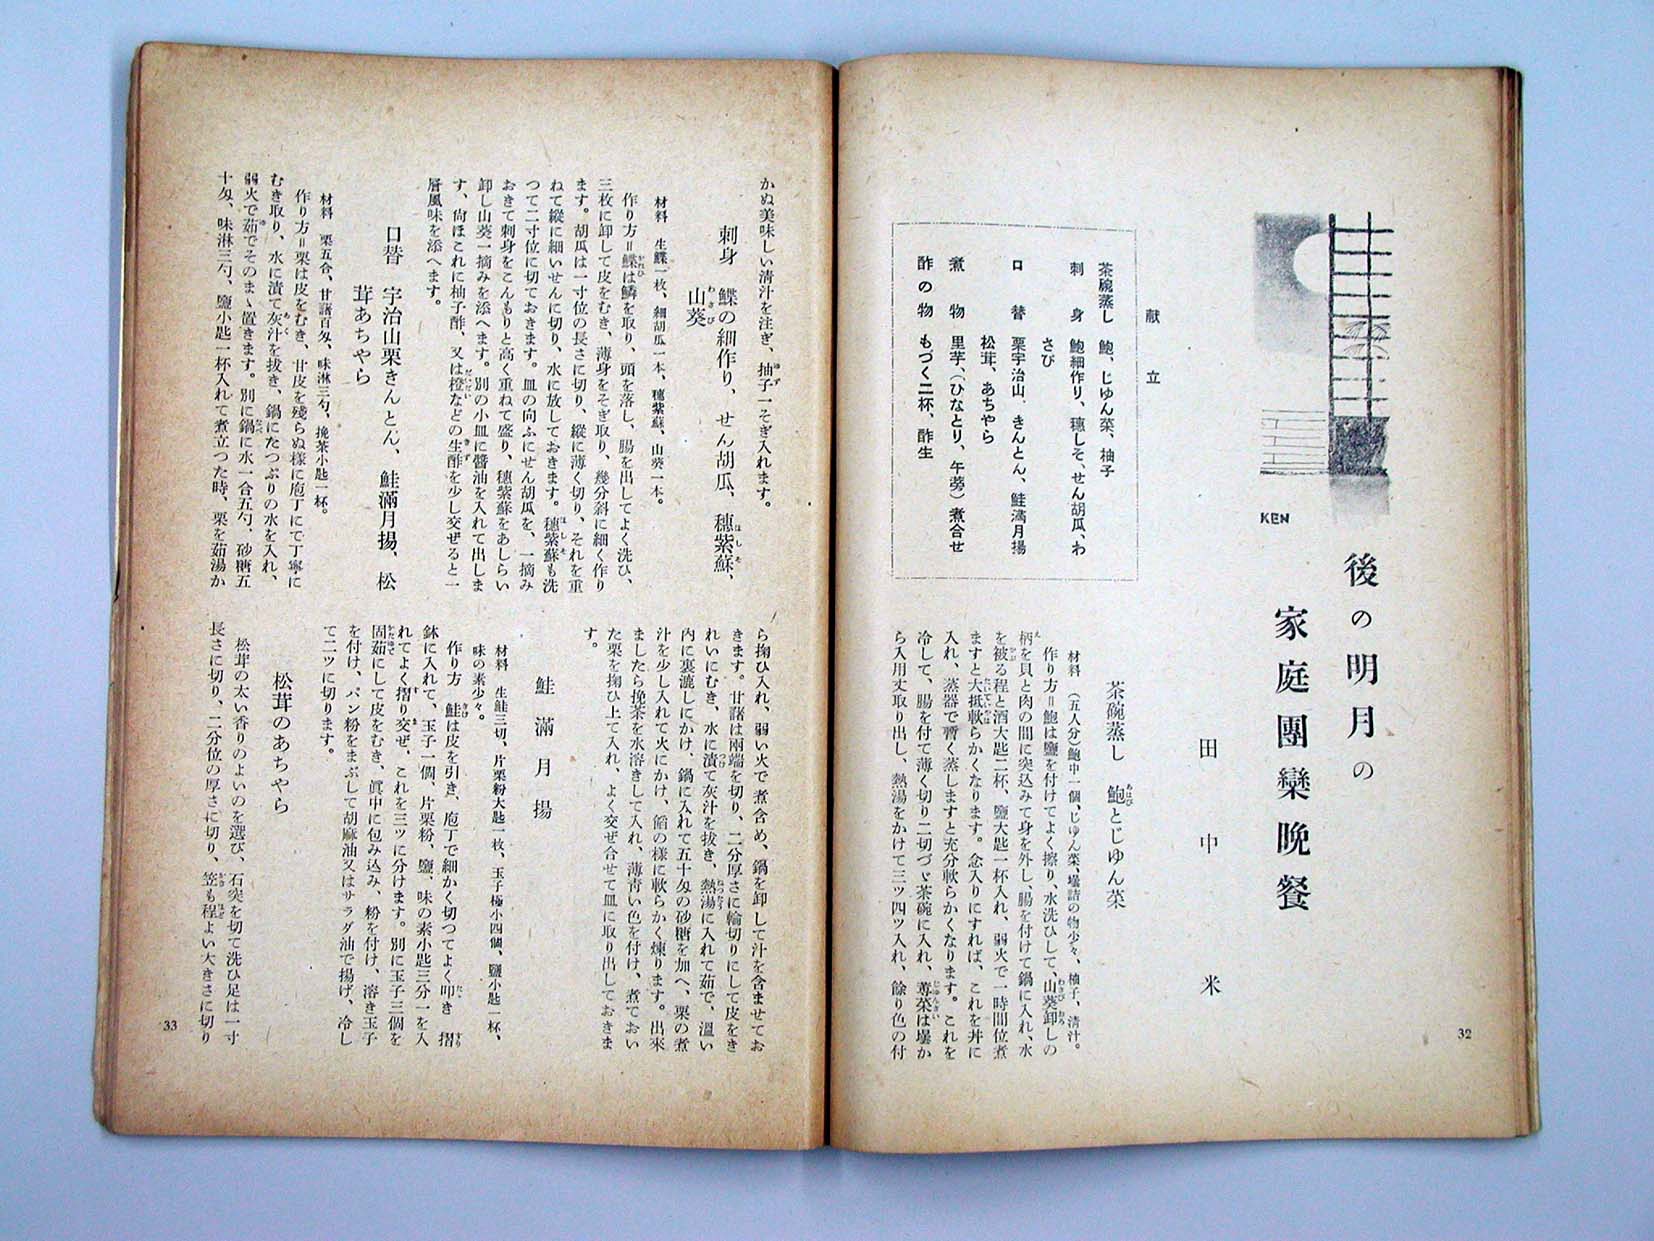 後の明月の
家庭團欒晩餐
田中米
KEN
献立
茶碗蒸し　鮑、じゆん菜、柚子
刺身　鮑細作り、穗しそ、せん胡瓜、わ
さび
口替　栗宇治山、きんとん、鮭滿月揚
松茸、あちやら
煮物　里芋、(ひなとり、午蒡)煮合せ
酢の物　もづく二杯、酢生
茶碗蒸し　鮑とじゆん菜
材料　(五人分)鮑中一個、じゆん菜、壜詰の物少々、柚子、清汁。
作り方＝鮑は鹽を付けてよく擦り、水洗ひして、山葵卸しの
柄を貝と肉の間に突込みて身を外し、腸を付けて鍋に入れ、水
を被る程と酒大匙二杯、鹽大匙一杯入れ、弱火で一時間位煮
ますと大抵軟らかくなります。念入りにすれば、これを丼に
入れ、蒸器で暫く蒸しますと充分軟らかくなります。これを
冷して、腸を付て薄く切り二切づゝ茶碗に入れ、蓴菜は壜か
ら入用丈取り出し、熱湯をかけて三ツ四ツ入れ、餘り色の付
32
かぬ美味しい清汁を注ぎ、柚子一そぎ入れます。
刺身　鰈の細作り、せん胡瓜、穗紫蘇、
山葵
材料　生鰈一枚、細胡瓜一本、穗紫蘇、山葵一本。
作り方＝鰈は鱗を取り、頭を落し、腸を出してよく洗ひ、
三枚に卸して皮をむき、薄身をそぎ取り、幾分斜に細く作り
ます。胡瓜は一寸位の長さに切り、縱に薄く切り、それを重
ねて縱に細いせんに切り、水に放しておきます。穗紫蘇も洗
つて二寸位に切ておきます。皿の向ふにせん胡瓜を、一摘み
おきて刺身をこんもりと高く重ねて盛り、穗紫蘇をあしらい
卸し山葵一摘みを添へます。別の小皿に醬油を入れて出しま
す、尙ほこれに柚子酢、又は橙などの生酢を少し交ぜると一
層風味を添へます。
口替　宇治山栗きんとん、鮭滿月揚、松
茸あちやら
材料　栗五合、甘諸百匁、味淋三勺、挽茶小匙一杯。
作り方＝栗は皮をむき、甘皮を殘らぬ樣に庖丁にて丁寧に
むき取り、水に漬て灰汁を拔き、鍋にたつぷりの水を入れ、
弱火で茹でそのまゝ置きます。別に鍋に水一合五勺、砂糖五
十匁、味淋三勺、鹽小匙一杯入れて煮立つた時、栗を茹湯か
ら掬ひ入れ、弱い火で煮含め、鍋を卸して汁を含ませてお
きます。甘諸は兩端を切り、二分厚さに輪切りにして皮をき
れいにむき、水に漬て灰汁を拔き、熱湯に入れて茹で、溫い
內に裏漉しにかけ、鍋に入れて五十匁の砂糖を加へ、栗の煮
汁を少し入れて火にかけ、餡の樣に軟らかく煉ります。出來
ましたら挽茶を水溶きして入れ、薄靑い色を付け、煮ておい
た栗を掬ひ上て入れ、よく交ぜ合せて皿に取り出しておきま
す。
鮭滿月揚
材料　生鮭三切、片栗粉大匙一枚、玉子極小四個、鹽小匙一杯、
味の素少々。
作り方　鮭は皮を引き、庖丁で細かく切つてよく叩き　摺
鉢に入れて、玉子一個、片栗粉、鹽、味の素小匙三分一を入
れてよく摺り交ぜ、これを三ツに分けます。別に玉子三個を
固茹にして皮をむき、眞中に包み込み、粉を付け、溶き玉子
を付け、パン粉をまぶして胡麻油又はサラダ油で揚げ、冷し
て二ツに切ります。
松茸のあちやら
松茸の太い香りのよいのを選び、石突を切て洗ひ足は一寸
長さに切り、二分位の厚さに切り、笠も程よい大きさに切り
33